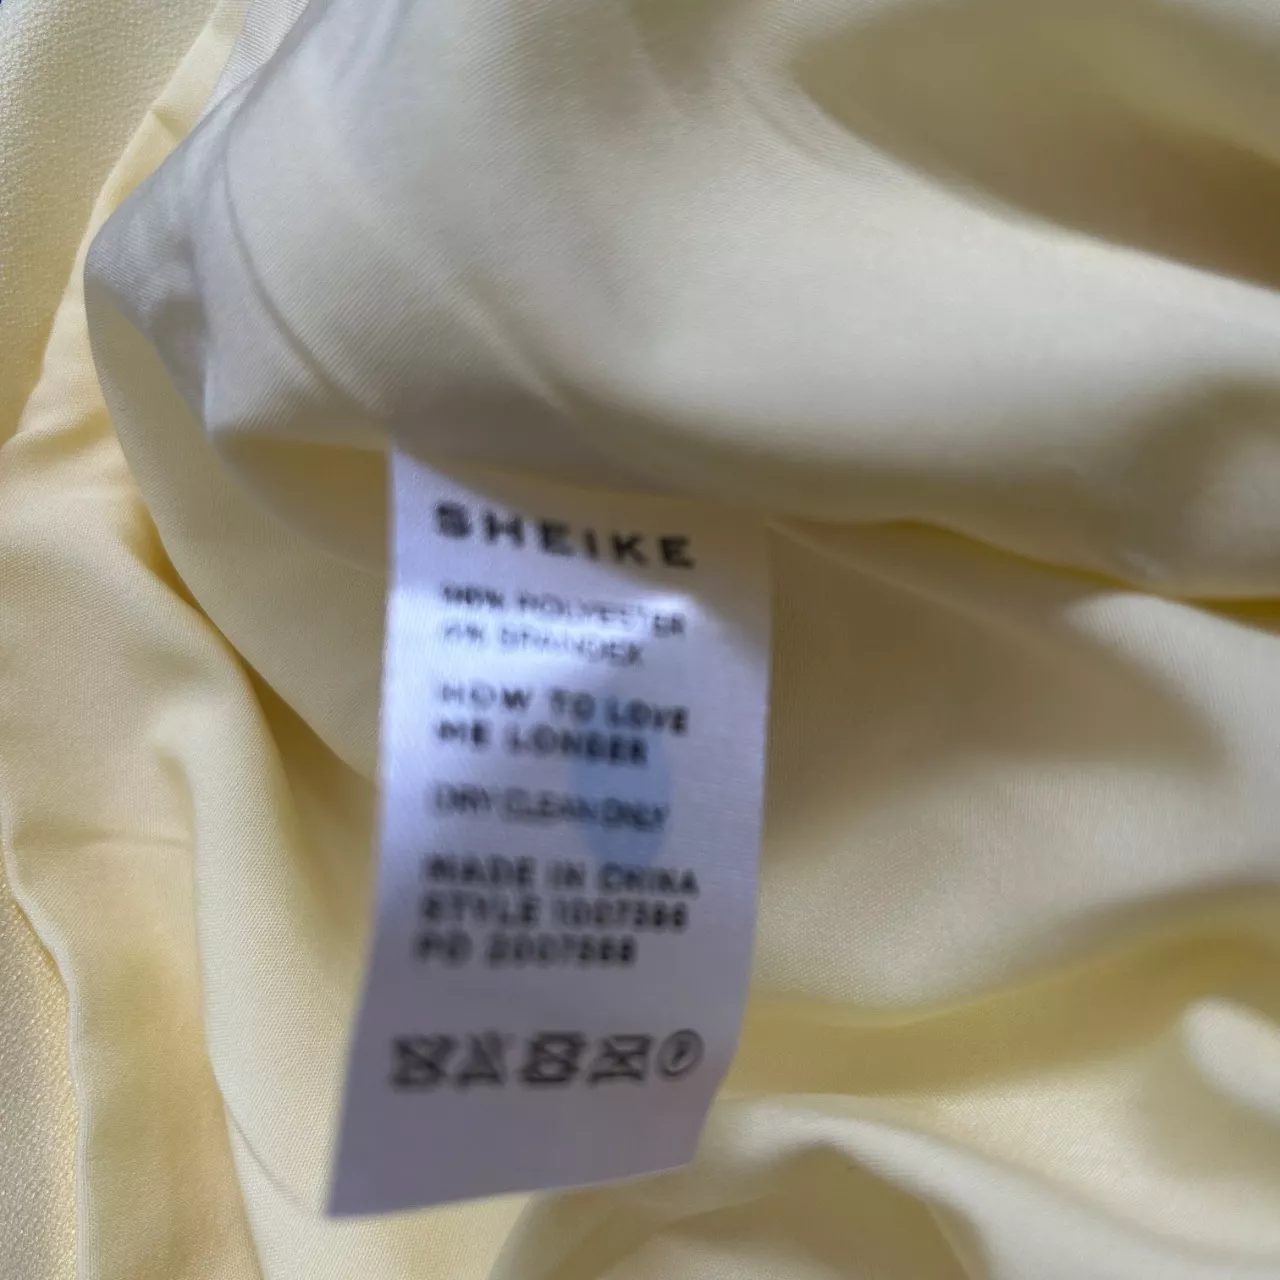 SHEIKE
POLYESTER
SPANDEX
HOW TO LOVE
ME LONGER
DRY CLEAN ONLY
MADE IN CHINA
STYLE
PO